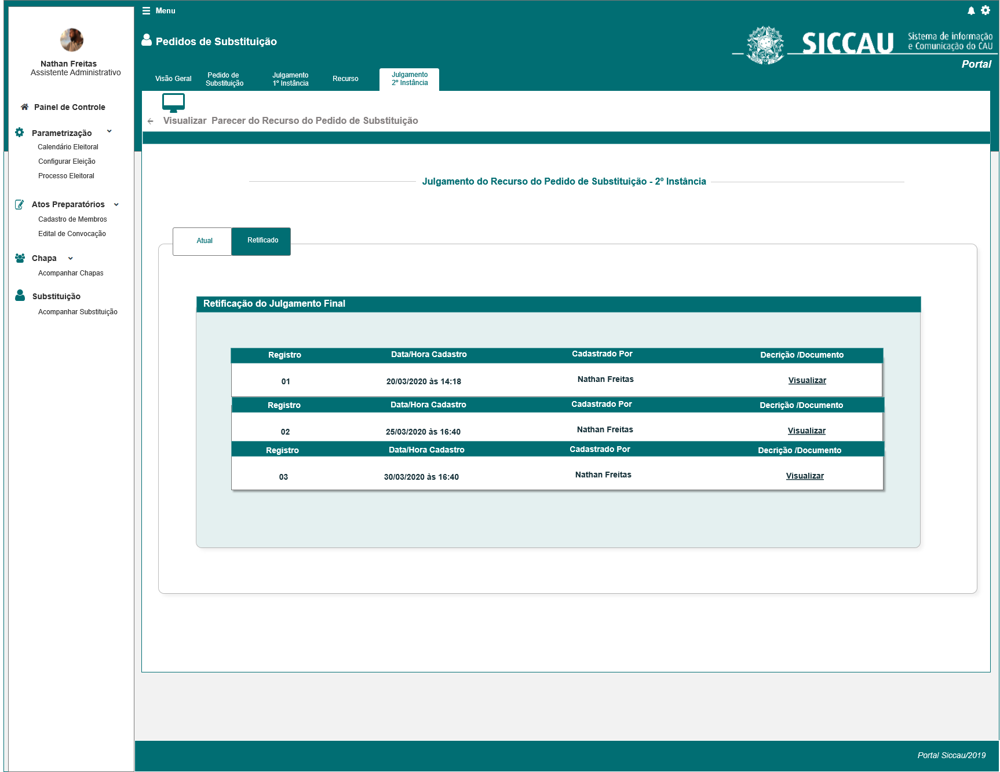 Menu
Nathan Freitas
Assistente Administrativo
Painel de Controle
Parametrização
Calendário Eleitoral
Configurar Eleição
Processo Eleitoral
Atos Preparatórios
Cadastro de Membros
Edital de Convocação
Chapa
Acompanhar Chapas
Substituição
Acompanhar Substituição
Pedidos de Substituição
SICCAU
Sistema de informação
e Comunicação do CAU
Portal
Visão Geral
Pedido de
Substituição
Julgamento
1º Instância
Recurso
Julgamento
2º Instância
Visualizar Parecer do Recurso do Pedido de Substituição
Julgamento do Recurso do Pedido de Substituição - 2º Instância
Atual
Retificado
Retificação do Julgamento Final
Registro Data/Hora Cadastro Cadastrado Por Decrição /Documento
01 20/03/2020 às 14:18 Nathan Freitas Visualizar
Registro Data/Hora Cadastro Cadastrado Por Decrição /Documento
02 25/03/2020 às 16:40 Nathan Freitas Visualizar
Registro Data/Hora Cadastro Cadastrado Por Decrição /Documento
03 30/03/2020 às 16:40 Nathan Freitas Visualizar
Portal Siccau/2019